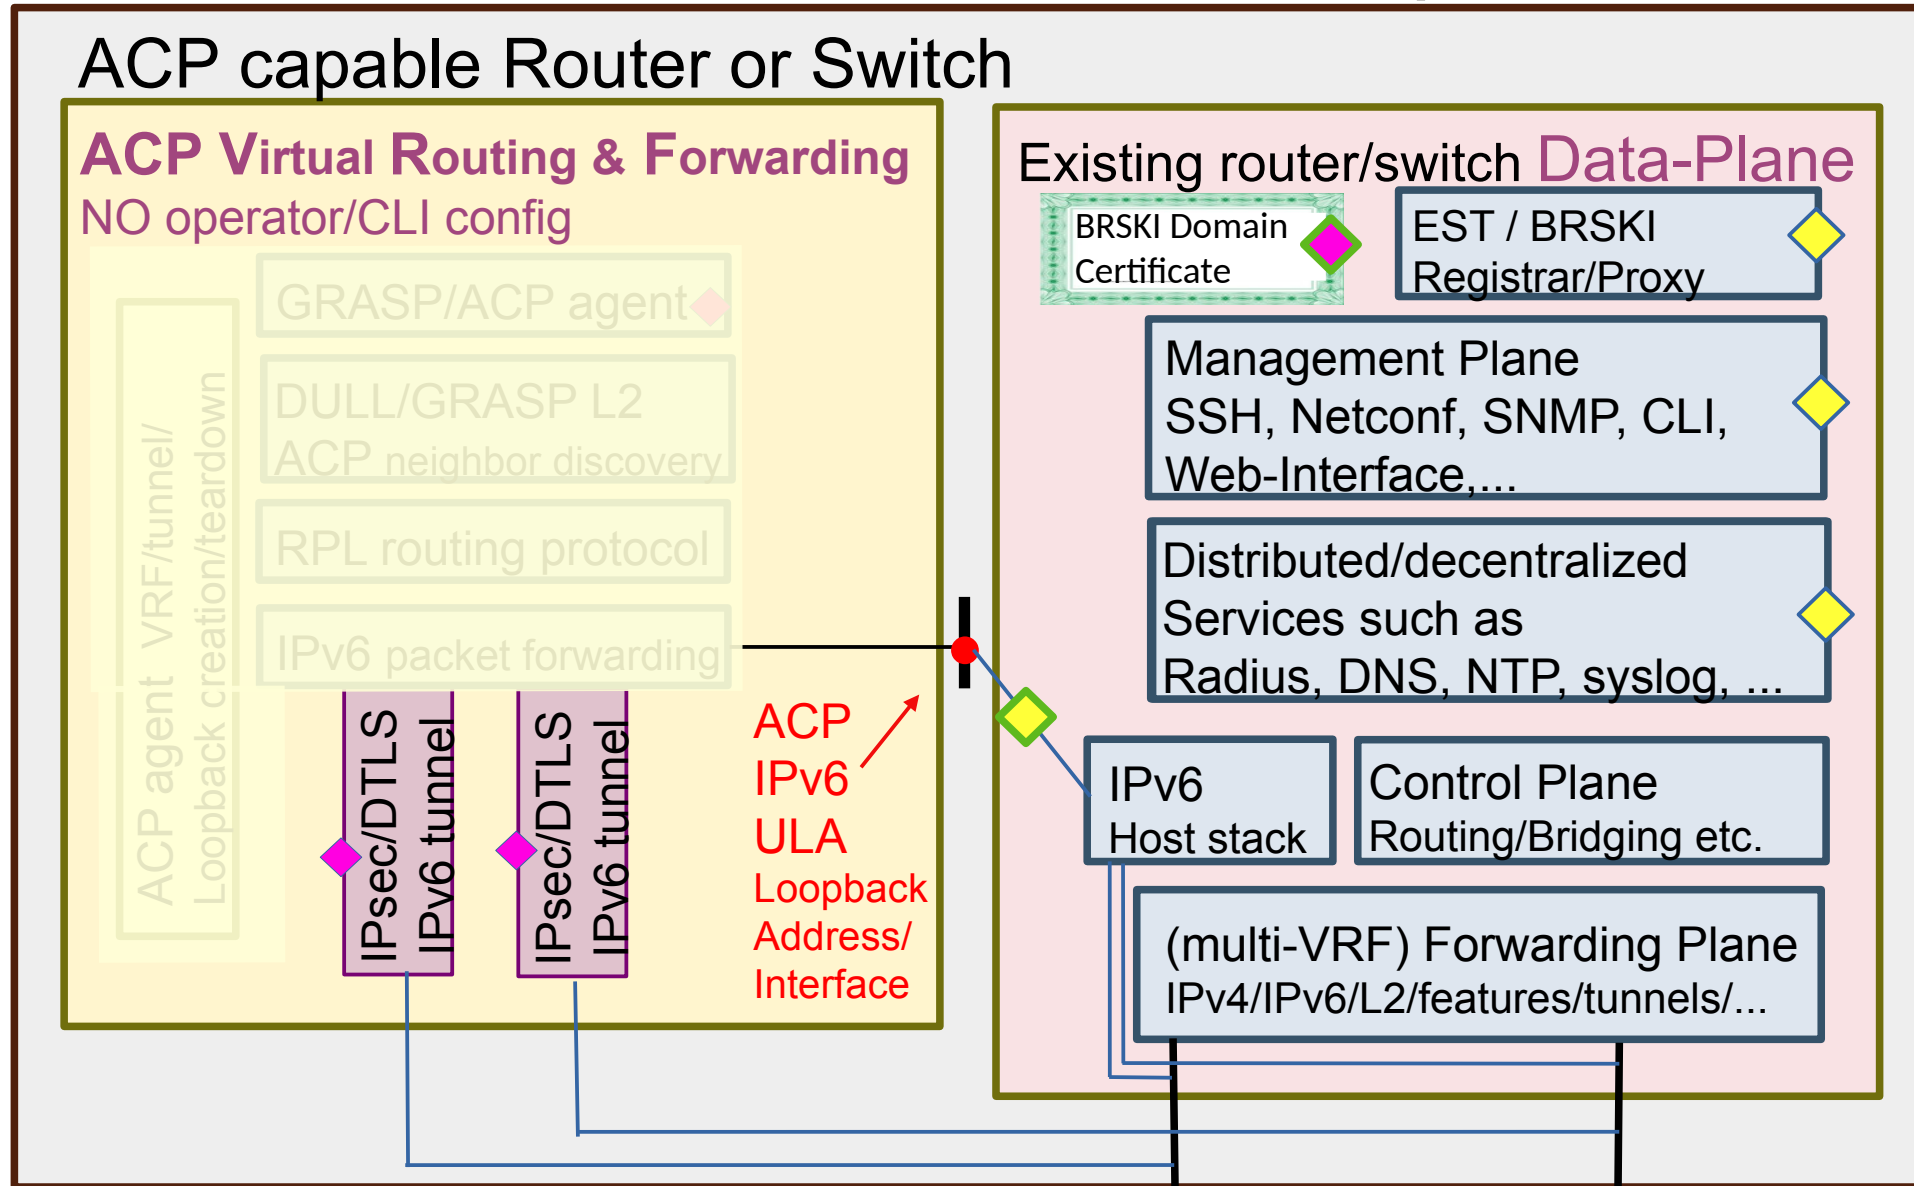 ACP capable Router or Switch
ACP Virtual Routing & Forwarding
NO operator/CLI config
GRASP/ACP agent
DULL/GRASP L2
ACP neighbor discovery
RPL routing protocol
IPv6 packet forwarding
ACP agent VRF/tunnel/
Loopback creation/teardown
IPsec/DTLS
IPv6 tunnel
IPsec/DTLS
IPv6 tunnel
ACP
IPv6
ULA
Loopback
Address/
Interface
Existing router/switch Data-Plane
BRSKI Domain
Certificate
EST / BRSKI
Registrar/Proxy
Management Plane
SSH, Netconf, SNMP, CLI,
Web-Interface,...
Distributed/decentralized
Services such as
Radius, DNS, NTP, syslog, ...
IPv6
Host stack
Control Plane
Routing/Bridging etc.
(multi-VRF) Forwarding Plane
IPv4/IPv6/L2/features/tunnels/...